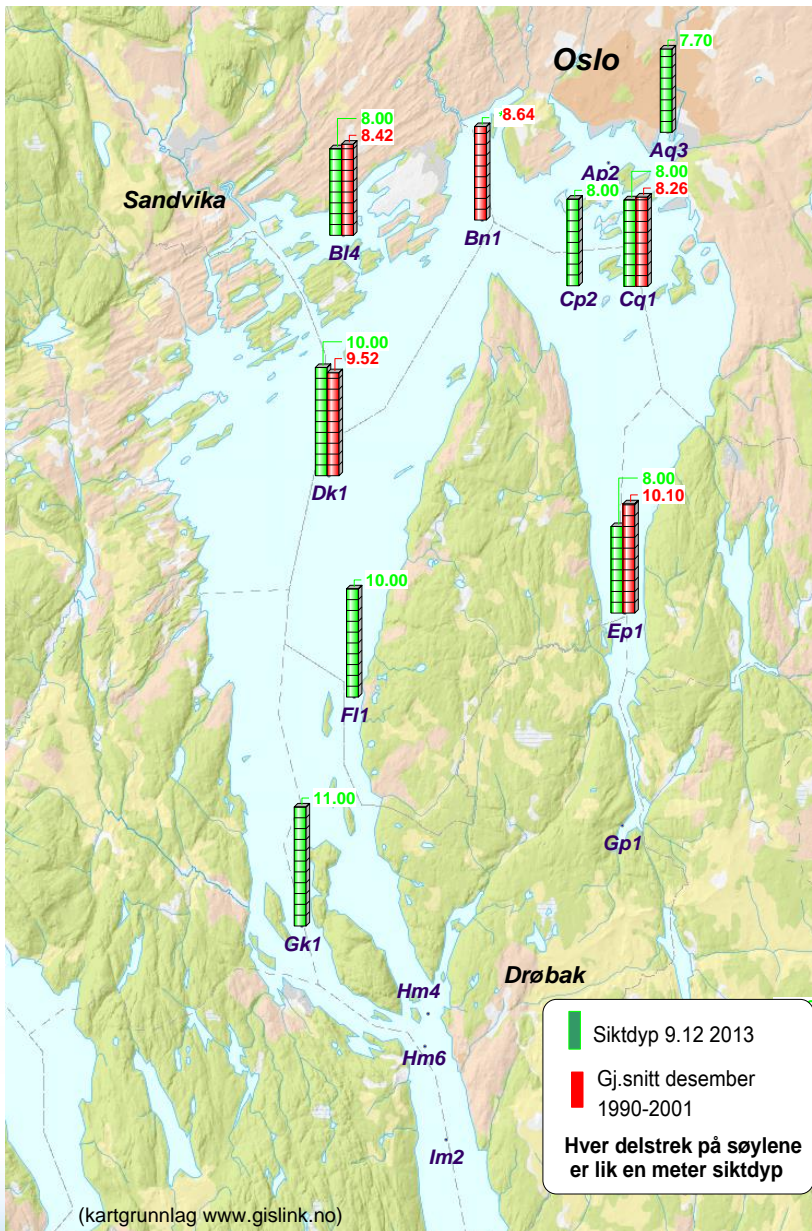 7.70
Oslo
8.64
8.00
8.42
Aq3
Ap2
8.00
8.00
8.26
Sandvika
Bn1
Bl4
Cp2
Cq1
10.00
9.52
8.00
10.10
Dk1
10.00
Ep1
Fl1
11.00
Gp1
Gk1
Drøbak
Hm4
Siktdyp 9.12 2013
Hm6
Gj.snitt desember
1990-2001
Im2
Hver delstrek på søylene
er lik en meter siktdyp
(kartgrunnlag www.gislink.no)